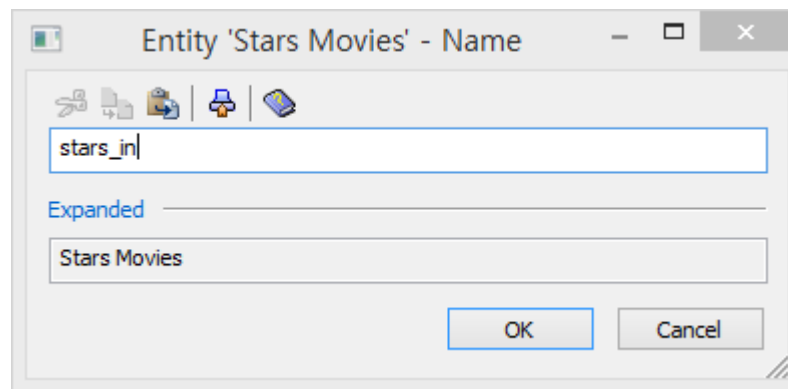 Entity 'Stars Movies' - Name
stars_in
Expanded
Stars Movies
OK Cancel